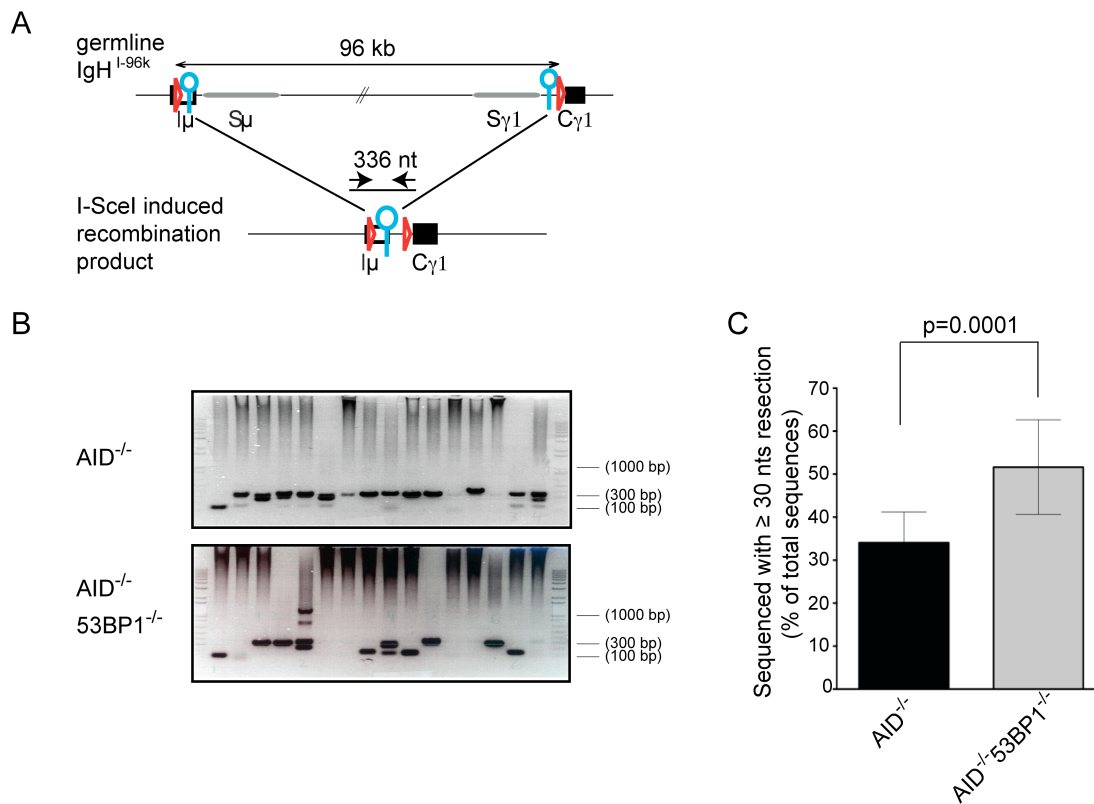 A
germline
IgH I-96k
96 kb
Iμ
Sμ
Sγ1
Cγ1
336 nt
I-SceI induced
recombination
product
Iμ
Cγ1
B
AID-/-
(1000 bp)
(300 bp)
(100 bp)
AID-/-
53BP1-/-
(1000 bp)
(300 bp)
(100 bp)
C
p=0.0001
Sequenced with ≥ 30 nts resection
(% of total sequences)
70
60
50
40
30
20
10
0
AID-/-
AID-/-53BP1-/-